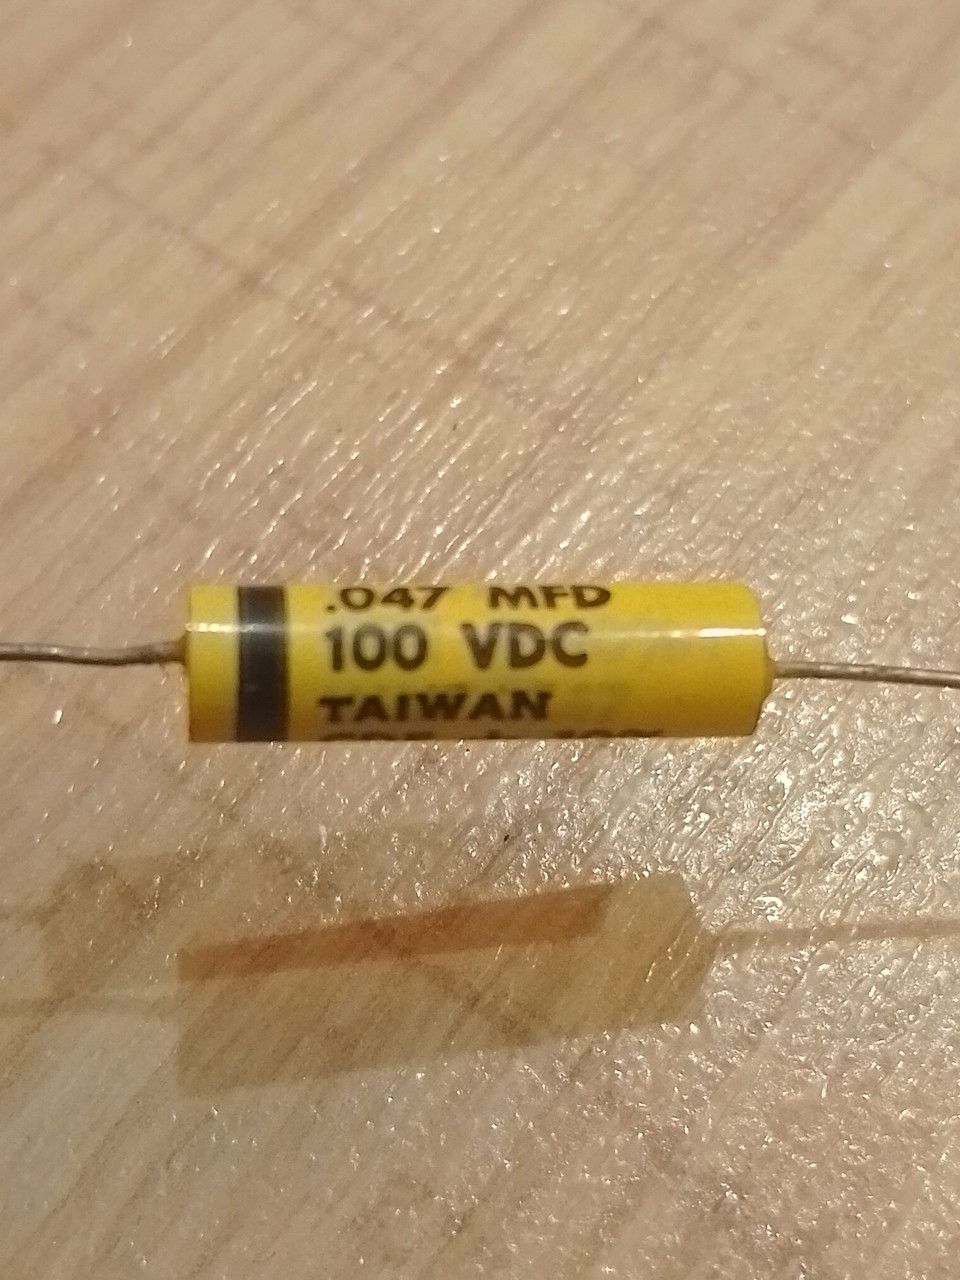 .047 MFD
100 VDC
TAIWAN